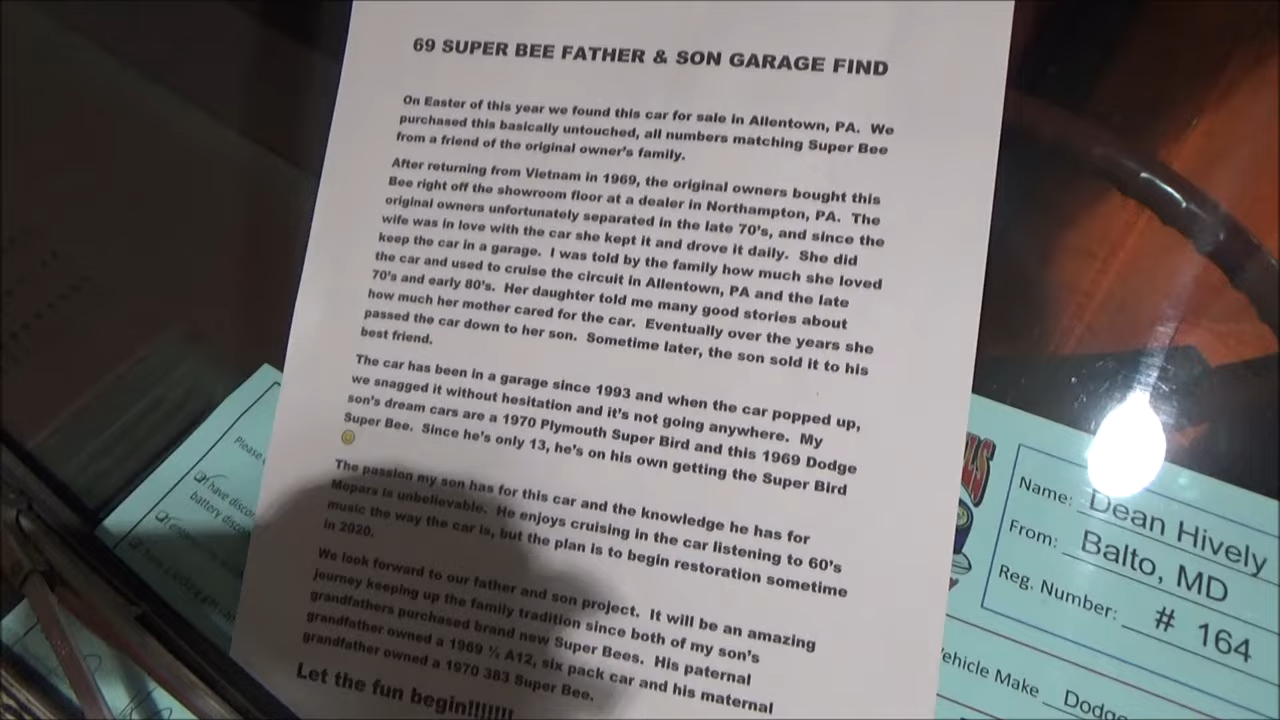 69 SUPER BEE FATHER & SON GARAGE FIND
On Easter of this year we found this car for sale in Allentown, PA. We
purchased this basically untouched, all numbers matching Super Bee
from a friend of the original owner's family.
After returning from Vietnam in 1969, the original owners bought this
Bee right off the showroom floor at a dealer in Northampton, PA. The
original owners unfortunately separated in the late 70's, and since the
wife was in love with the car she kept it and drove it daily. She did
keep the car in a garage. I was told by the family how much she loved
the car and used to cruise the circuit in Allentown, PA and the late
70's and early 80's. Her daughter told me many good stories about
how much her mother cared for the car. Eventually over the years she
passed the car down to her son. Sometime later, the son sold it to his
best friend.
The car has been in a garage since 1993 and when the car popped up,
we snagged it without hesitation and it's not going anywhere. My
son's dream cars are a 1970 Plymouth Super Bird and this 1969 Dodge
Super Bee. Since he's only 13, he's on his own getting the Super Bird
The passion my son has for this car and the knowledge he has for
Mopars is unbelievable. He enjoys cruising in the car listening to 60's
music the way the car is, but the plan is to begin restoration sometime
in 2020.
We look forward to our father and son project. It will be an amazing
journey keeping up the family tradition since both of my son's
grandfathers purchased brand new Super Bees. His paternal
grandfather owned a 1969 ½ A12, six pack car and his maternal
grandfather owned a 1970 383 Super Bee.
Let the fun begin!!!!!!!
Please
I have discon
battery disco
Name: Dean Hively
From: Balto, MD
Reg. Number: # 164
Vehicle Make Dodge